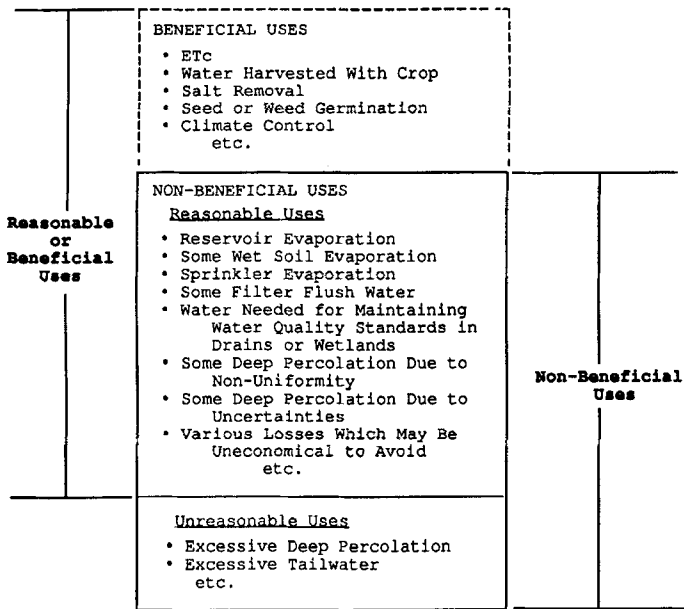 BENEFICIAL USES
• ETc
• Water Harvested With Crop
• Salt Removal
• Seed or Weed Germination
• Climate Control
etc.
NON-BENEFICIAL USES
Reasonable Uses
• Reservoir Evaporation
• Some Wet Soil Evaporation
• Sprinkler Evaporation
• Some Filter Flush Water
• Water Needed for Maintaining
Water Quality Standards in
Drains or Wetlands
• Some Deep Percolation Due to
Non-Uniformity
• Some Deep Percolation Due to
Uncertainties
• Various Losses Which May Be
Uneconomical to Avoid
etc.
Unreasonable Uses
• Excessive Deep Percolation
• Excessive Tailwater
etc.
Reasonable
or
Beneficial
Uses
Non-Beneficial
Uses